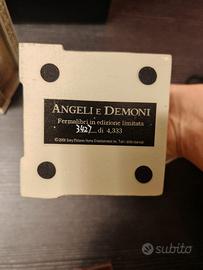 ANGELI E DEMONI
Fermalibri in edizione limitata
3427 di 4,333
subito